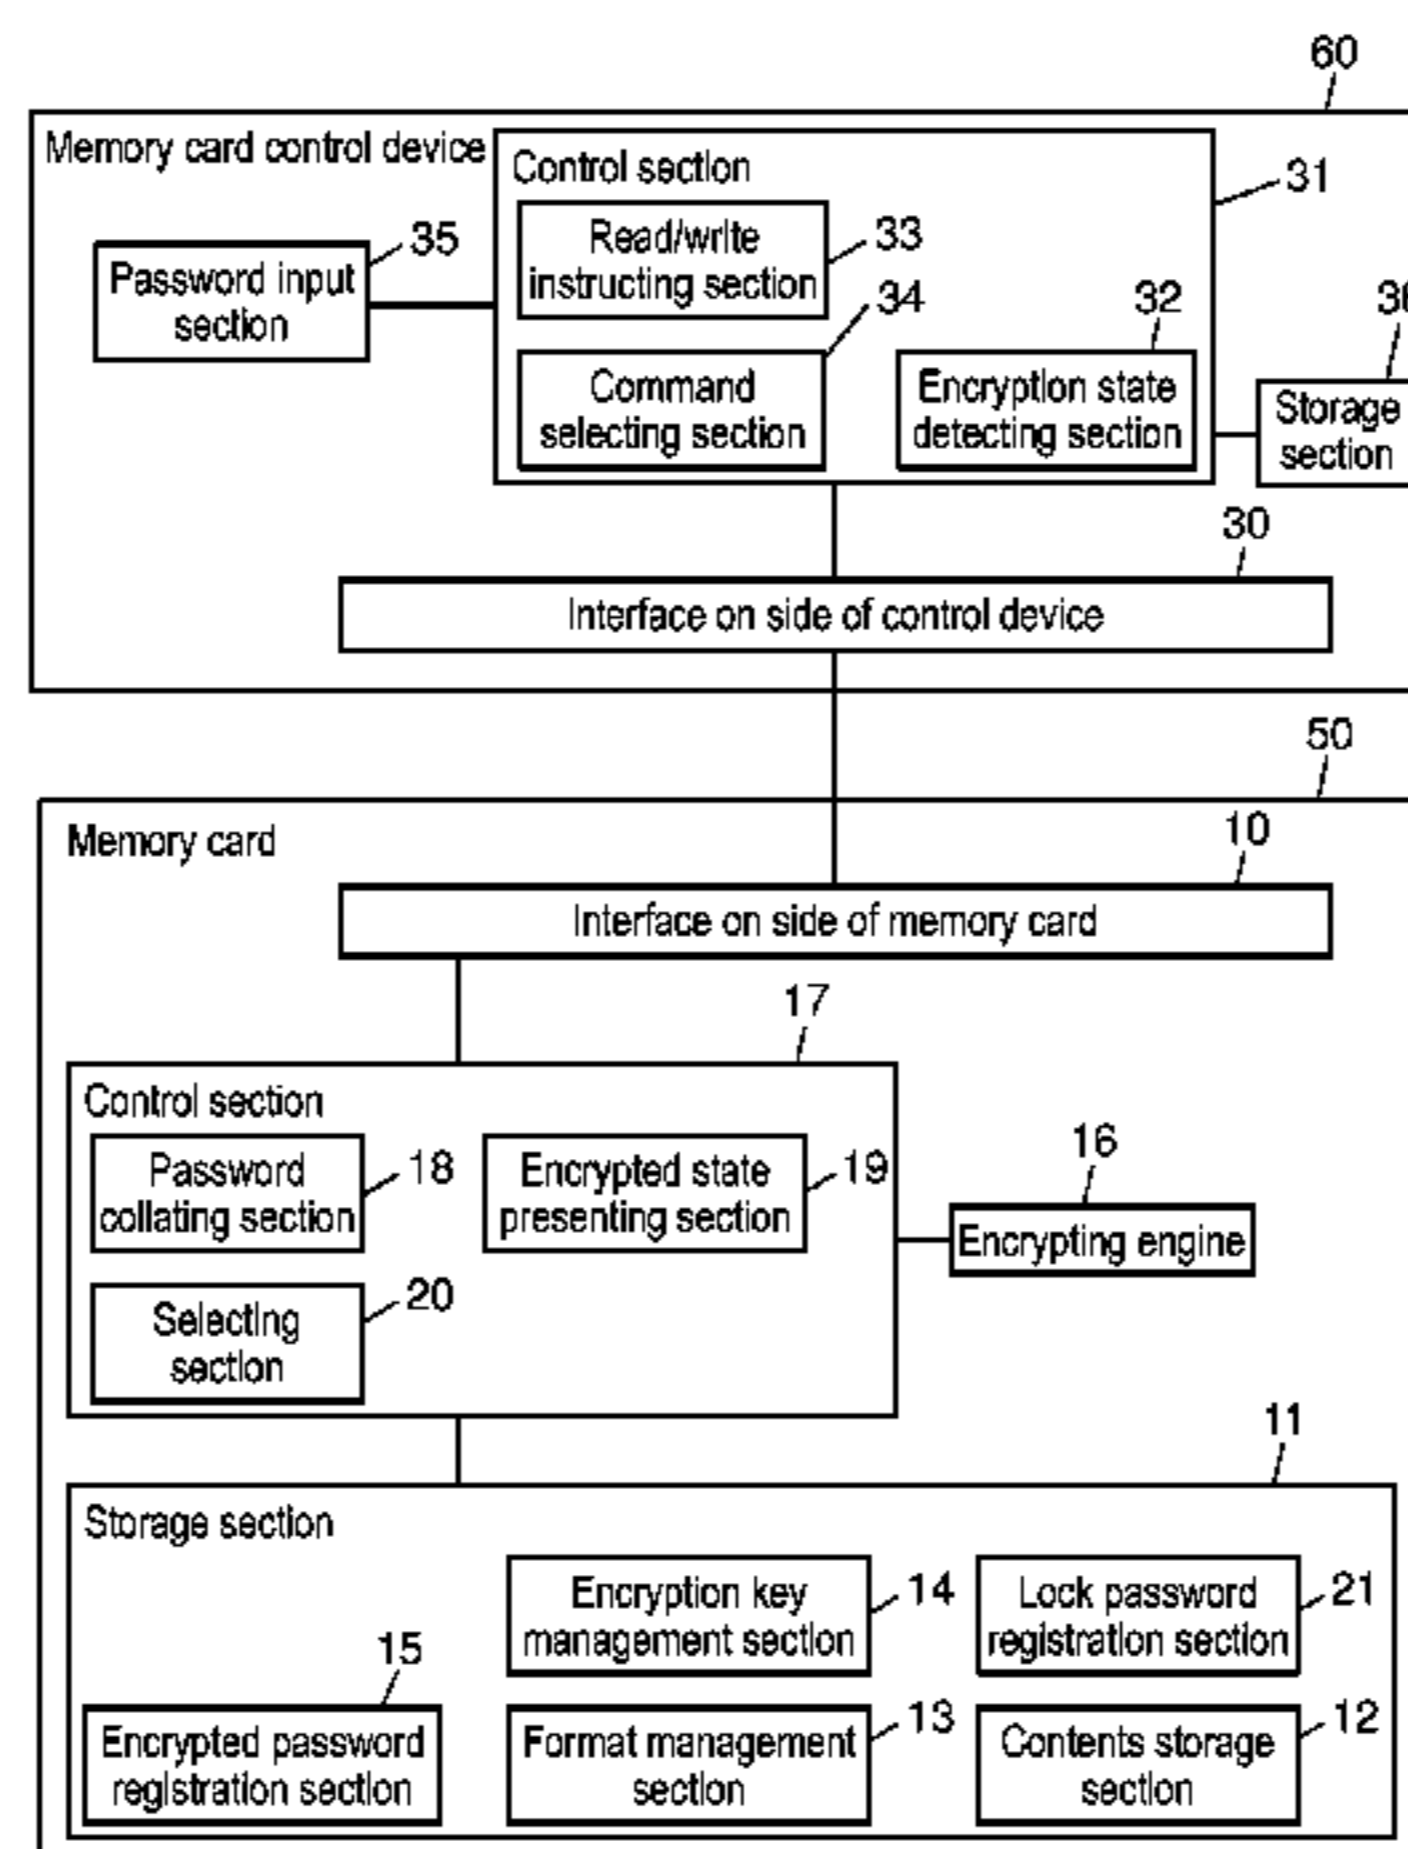 60
Memory card control device
Control section
31
35
Read/write
instructing section
33
Password input
section
34
32
36
Command
selecting section
Encryption state
detecting section
Storage
section
30
Interface on side of control device
50
Memory card
10
Interface on side of memory card
17
Control section
Password
collating section
18
Encrypted state
presenting section
19
16
Encrypting engine
Selecting
section
20
11
Storage section
Encryption key
management section
14
Lock password
registration section
21
15
Encrypted password
registration section
Format management
section
13
Contents storage
section
12